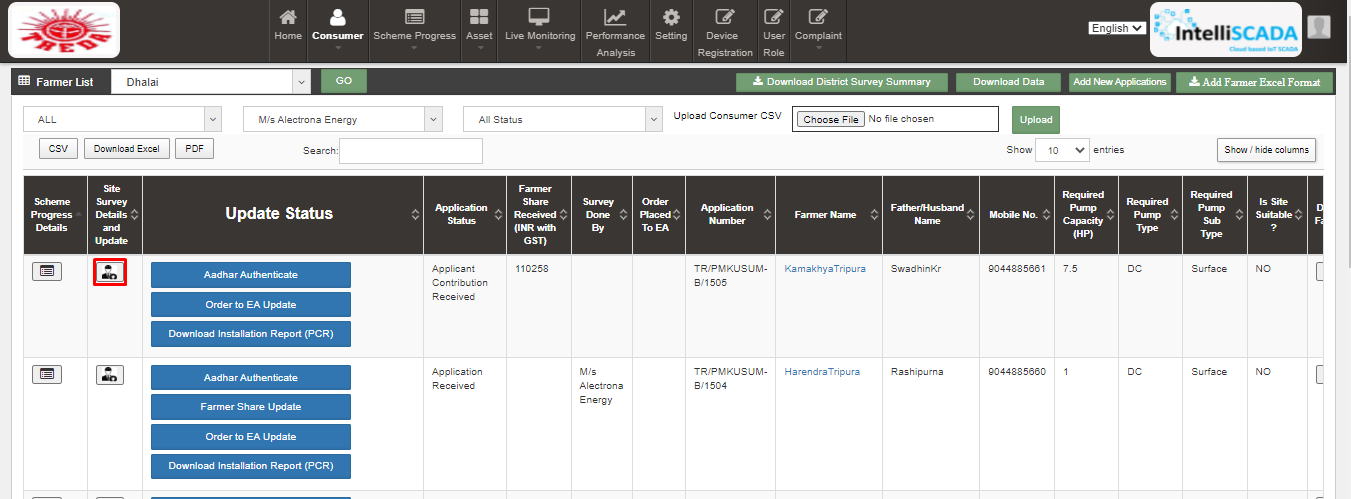 TREDA
Home
Consumer
Scheme Progress
Asset
Live Monitoring
Performance
Analysis
Setting
Device
Registration
User
Role
Complaint
English
IntelliSCADA
Cloud based IoT SCADA
Farmer List
Dhalai
GO
Download District Survey Summary
Download Data
Add New Applications
Add Farmer Excel Format
ALL
M/s Alectrona Energy
All Status
Upload Consumer CSV
Choose File No file chosen
Upload
CSV
Download Excel
PDF
Search:
Show 10 entries
Show / hide columns
Scheme
Progress
Details
Site
Survey
Details
and
Update
Update Status
Application
Status
Farmer
Share
Received
(INR with
GST)
Survey
Done
By
Order
Placed
To EA
Application
Number
Farmer Name
Father/Husband
Name
Mobile No.
Required
Pump
Capacity
(HP)
Required
Pump
Type
Required
Pump
Sub
Type
Is Site
Suitable
?
Aadhar Authenticate
Order to EA Update
Download Installation Report (PCR)
Applicant
Contribution
Received
110258
TR/PMKUSUM-
B/1505
KamakhyaTripura
SwadhinKr
9044885661
7.5
DC
Surface
NO
Aadhar Authenticate
Farmer Share Update
Order to EA Update
Download Installation Report (PCR)
Application
Received
M/s
Alectrona
Energy
TR/PMKUSUM-
B/1504
HarendraTripura
Rashipurna
9044885660
1
DC
Surface
NO